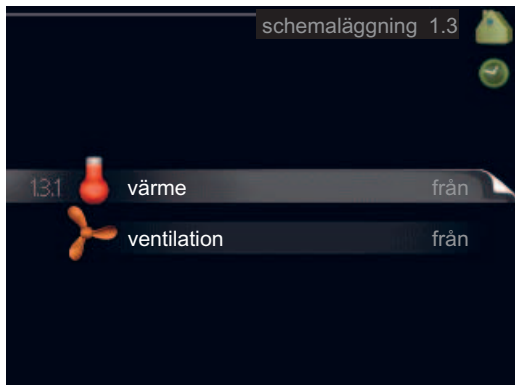 schemaläggning 1.3
1.3.1 värme från
ventilation från